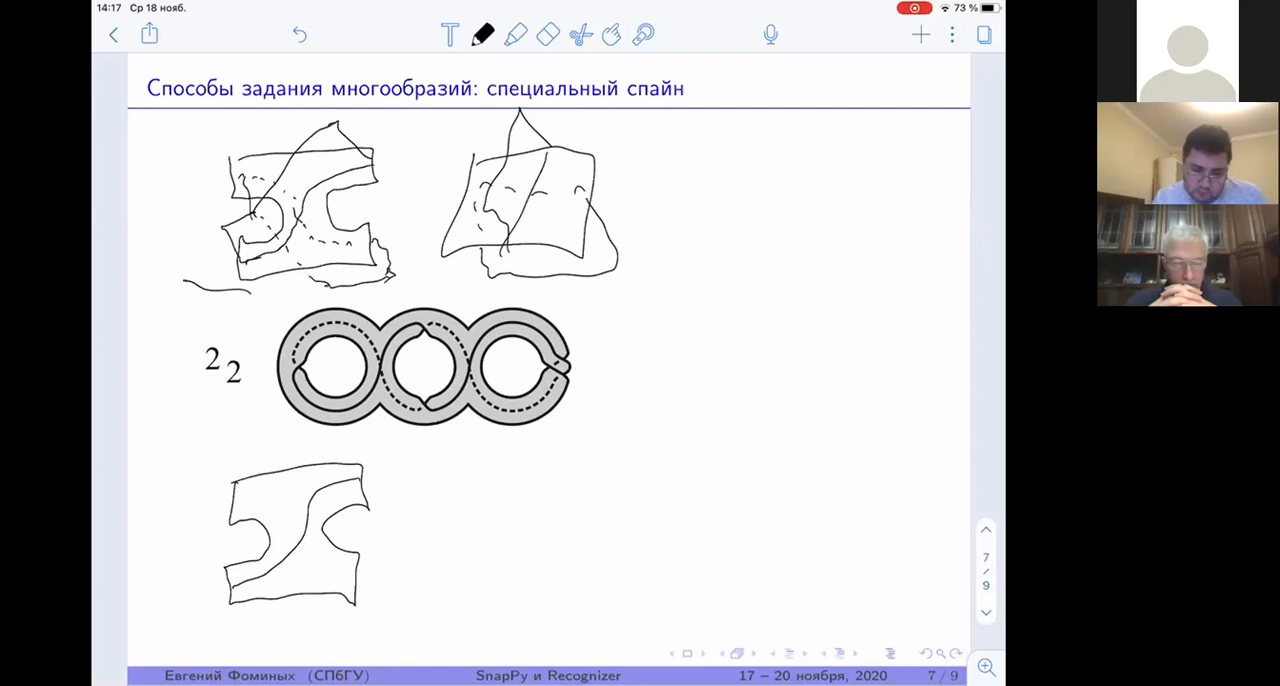 14:17 Ср 18 нояб.
73 %
Способы задания многообразий: специальный спайн
2 2
7
/
9
Евгений Фоминых (СПбГУ) SnapPy и Recognizer 17 – 20 ноября, 2020 7 / 9